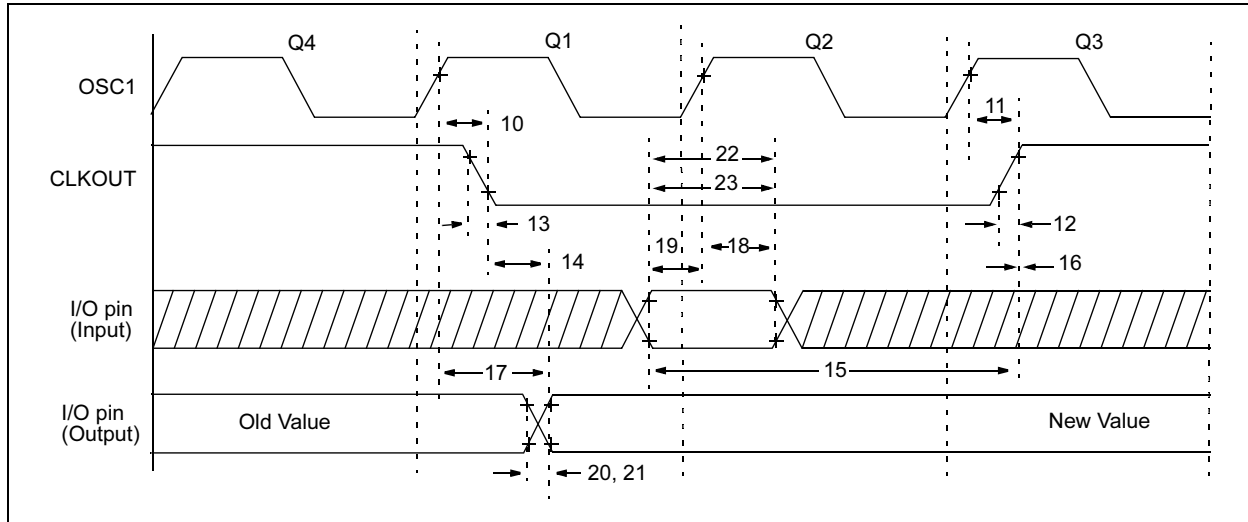 Q4 Q1 Q2 Q3
OSC1
10 11
22
CLKOUT
23
13 12
19 18
14 16
I/O pin
(Input)
17 15
I/O pin
(Output)
Old Value New Value
20, 21